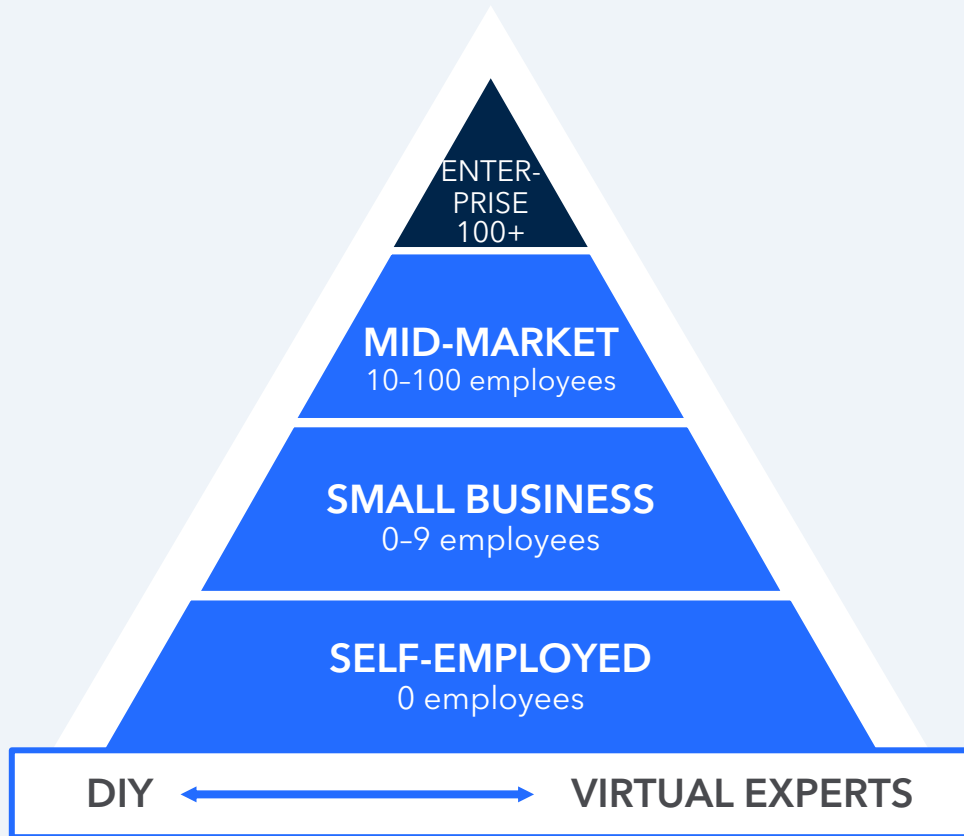 ENTER-
PRISE
100+
MID-MARKET
10–100 employees
SMALL BUSINESS
0–9 employees
SELF-EMPLOYED
0 employees
DIY VIRTUAL EXPERTS